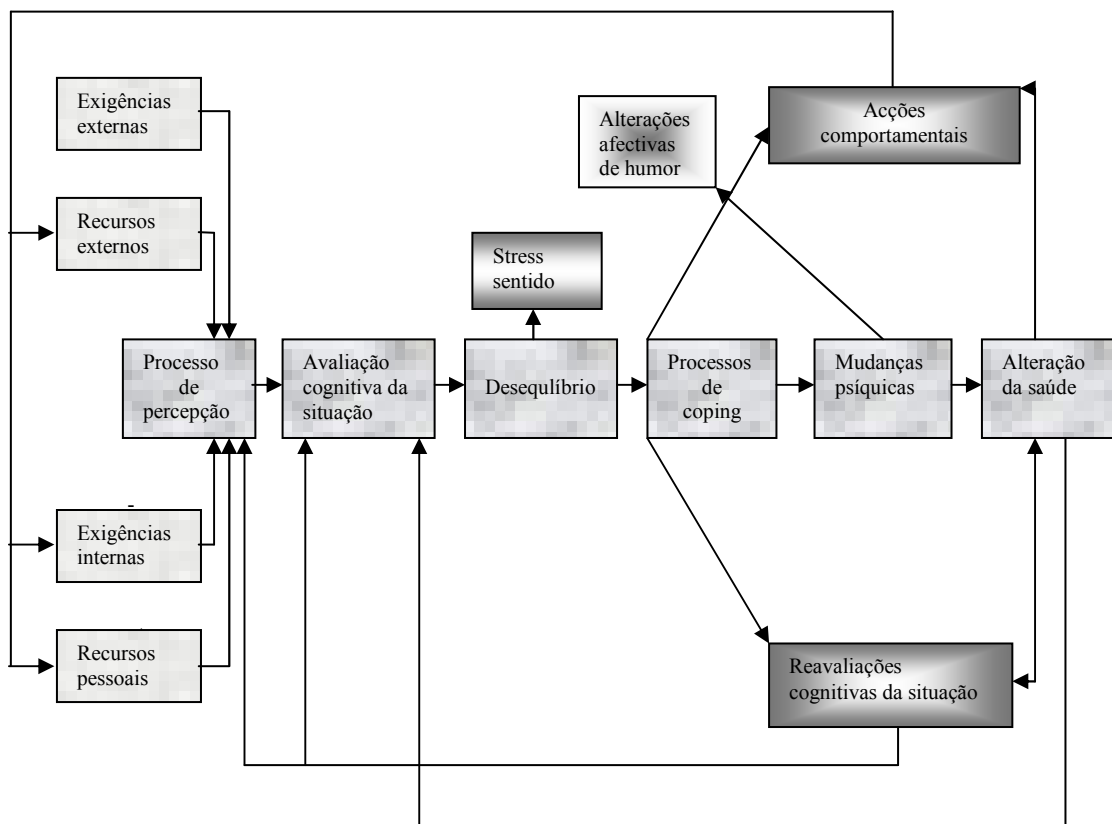 Exigências
externas
Recursos
externos
Alterações
afectivas
de humor
Acções
comportamentais
Stress
sentido
Processo
de
percepção
Avaliação
cognitiva da
situação
Desequlíbrio
Processos
de
coping
Mudanças
psíquicas
Alteração
da saúde
Exigências
internas
Recursos
pessoais
Reavaliações
cognitivas da situação